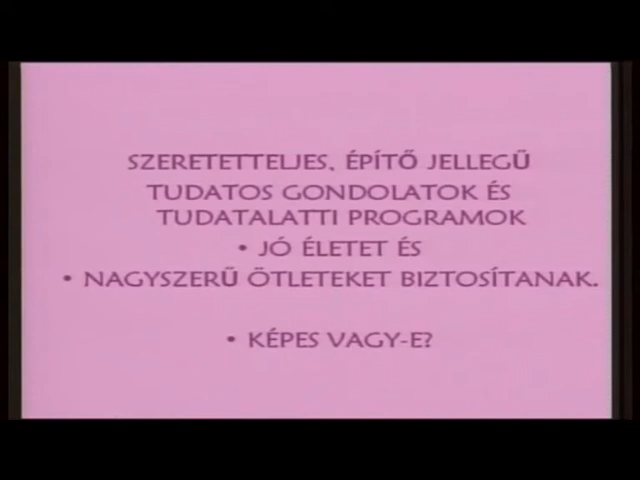 SZERETETTELJES, ÉPÍTŐ JELLEGŰ
TUDATOS GONDOLATOK ÉS
TUDATALATTI PROGRAMOK
• JÓ ÉLETET ÉS
• NAGYSZERŰ ÖTLETEKET BIZTOSÍTANAK.
• KÉPES VAGY-E?